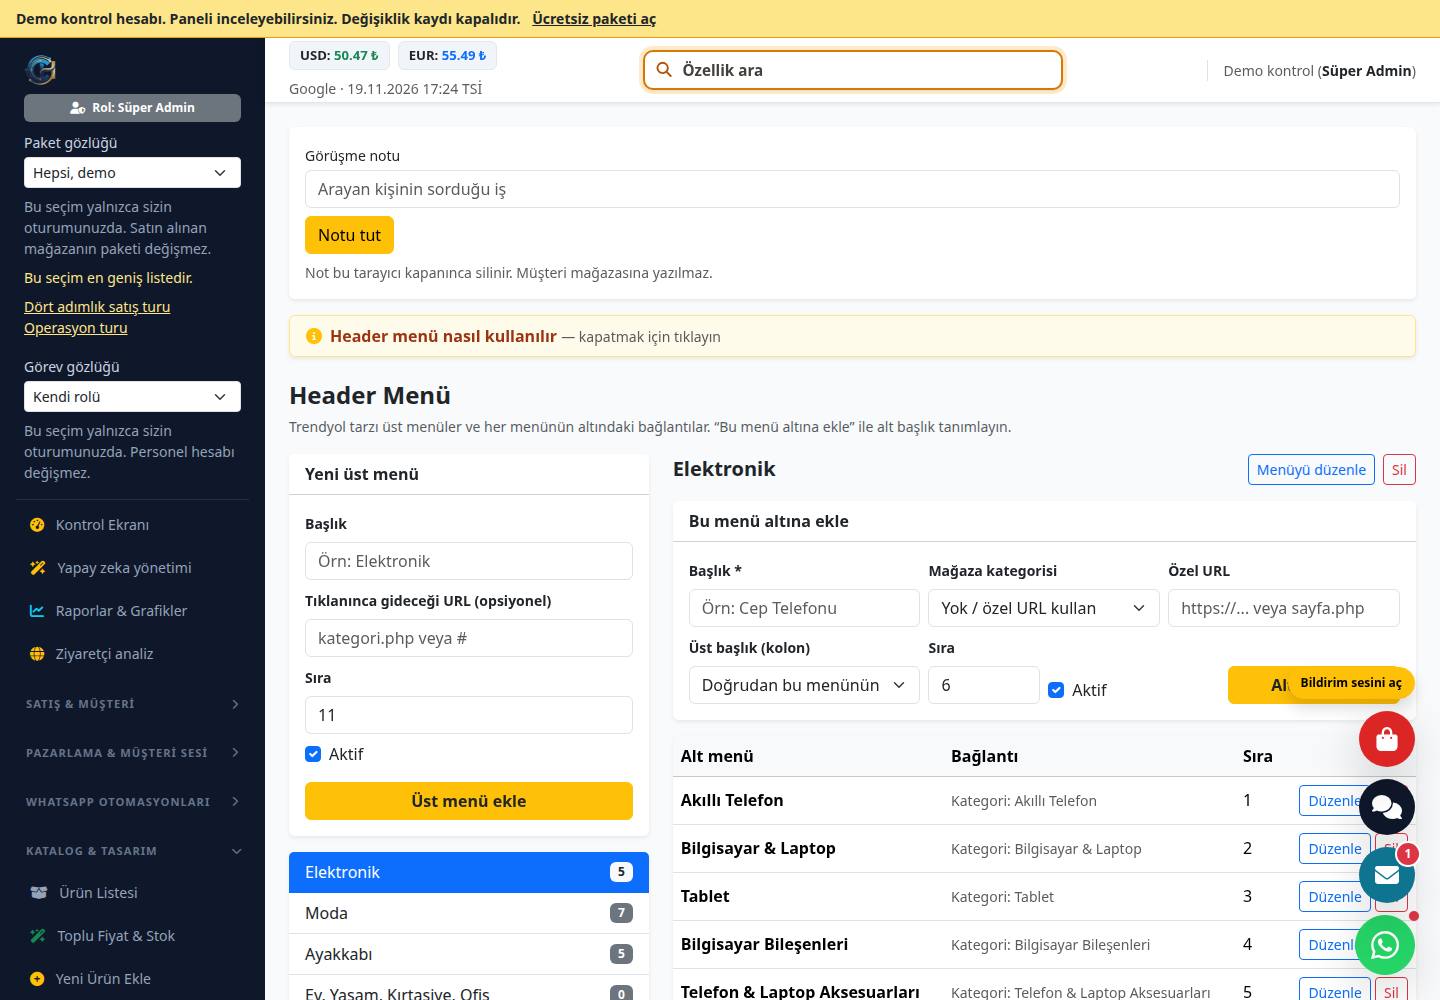 Demo kontrol hesabı. Paneli inceleyebilirsiniz. Değişiklik kaydı kapalıdır. Ücretsiz paketi aç
Rol: Süper Admin
Paket gözlüğü
Hepsi, demo
Bu seçim yalnızca sizin
oturumunuzda. Satın alınan
mağazanın paketi değişmez.
Bu seçim en geniş listedir.
Dört adımlık satış turu
Operasyon turu
Görev gözlüğü
Kendi rolü
Bu seçim yalnızca sizin
oturumunuzda. Personel hesabı
değişmez.
Kontrol Ekranı
Yapay zeka yönetimi
Raporlar & Grafikler
Ziyaretçi analiz
SATIŞ & MÜŞTERİ
PAZARLAMA & MÜŞTERİ SESİ
WHATSAPP OTOMASYONLARI
KATALOG & TASARIM
Ürün Listesi
Toplu Fiyat & Stok
Yeni Ürün Ekle
USD: 50.47 ₺ EUR: 55.49 ₺
Google · 19.11.2026 17:24 TSİ
Özellik ara
Demo kontrol (Süper Admin)
Görüşme notu
Arayan kişinin sorduğu iş
Notu tut
Not bu tarayıcı kapanınca silinir. Müşteri mağazasına yazılmaz.
Header menü nasıl kullanılır — kapatmak için tıklayın
Header Menü
Trendyol tarzı üst menüler ve her menünün altındaki bağlantılar. “Bu menü altına ekle” ile alt başlık tanımlayın.
Yeni üst menü
Başlık
Örn: Elektronik
Tıklanınca gideceği URL (opsiyonel)
kategori.php veya #
Sıra
11
Aktif
Üst menü ekle
Elektronik 5
Moda 7
Ayakkabı 5
Ev, Yaşam, Kırtasiye, Ofis 0
Elektronik
Menüyü düzenle Sil
Bu menü altına ekle
Başlık * Mağaza kategorisi Özel URL
Örn: Cep Telefonu Yok / özel URL kullan https://... veya sayfa.php
Üst başlık (kolon) Sıra
Doğrudan bu menünün 6 Aktif
Bildirim sesini aç
Alt menü Bağlantı Sıra
Akıllı Telefon Kategori: Akıllı Telefon 1 Düzenle
Bilgisayar & Laptop Kategori: Bilgisayar & Laptop 2 Düzenle
1
Tablet Kategori: Tablet 3 Düzenle
Bilgisayar Bileşenleri Kategori: Bilgisayar Bileşenleri 4
Telefon & Laptop Aksesuarları Kategori: Telefon & Laptop Aksesuarları 5 Düzenle Sil